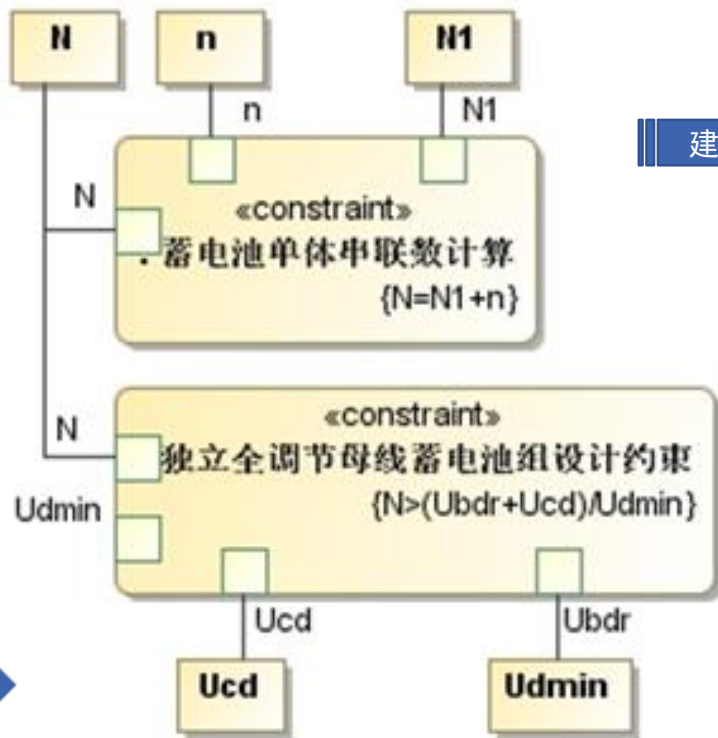 N
n
N1
n
N1
建
N
«constraint»
: 蓄电池单体串联数计算
{N=N1+n}
N
«constraint»
独立全调节母线蓄电池组设计约束
{N>(Ubdr+Ucd)/Udmin}
Udmin
Ucd
Ubdr
Ucd
Udmin